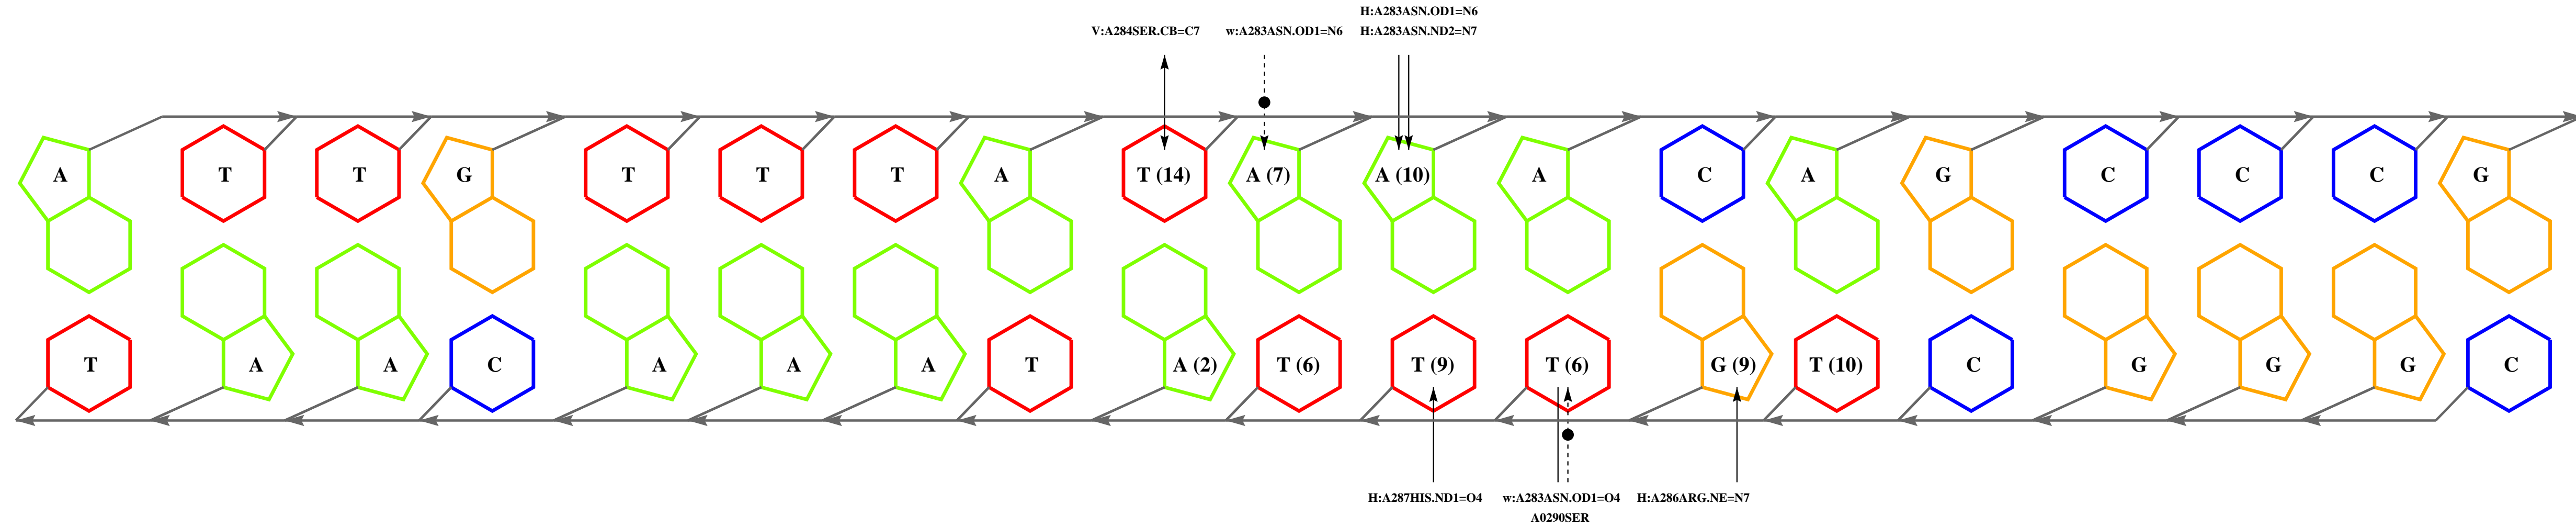 H:A283ASN.OD1=N6
V:A284SER.CB=C7 w:A283ASN.OD1=N6 H:A283ASN.ND2=N7
A T T G T T T A T (14) A (7) A (10) A C A G C C C G
T A A C A A A T A (2) T (6) T (9) T (6) G (9) T (10) C G G G C
H:A287HIS.ND1=O4 w:A283ASN.OD1=O4 H:A286ARG.NE=N7
A0290SER